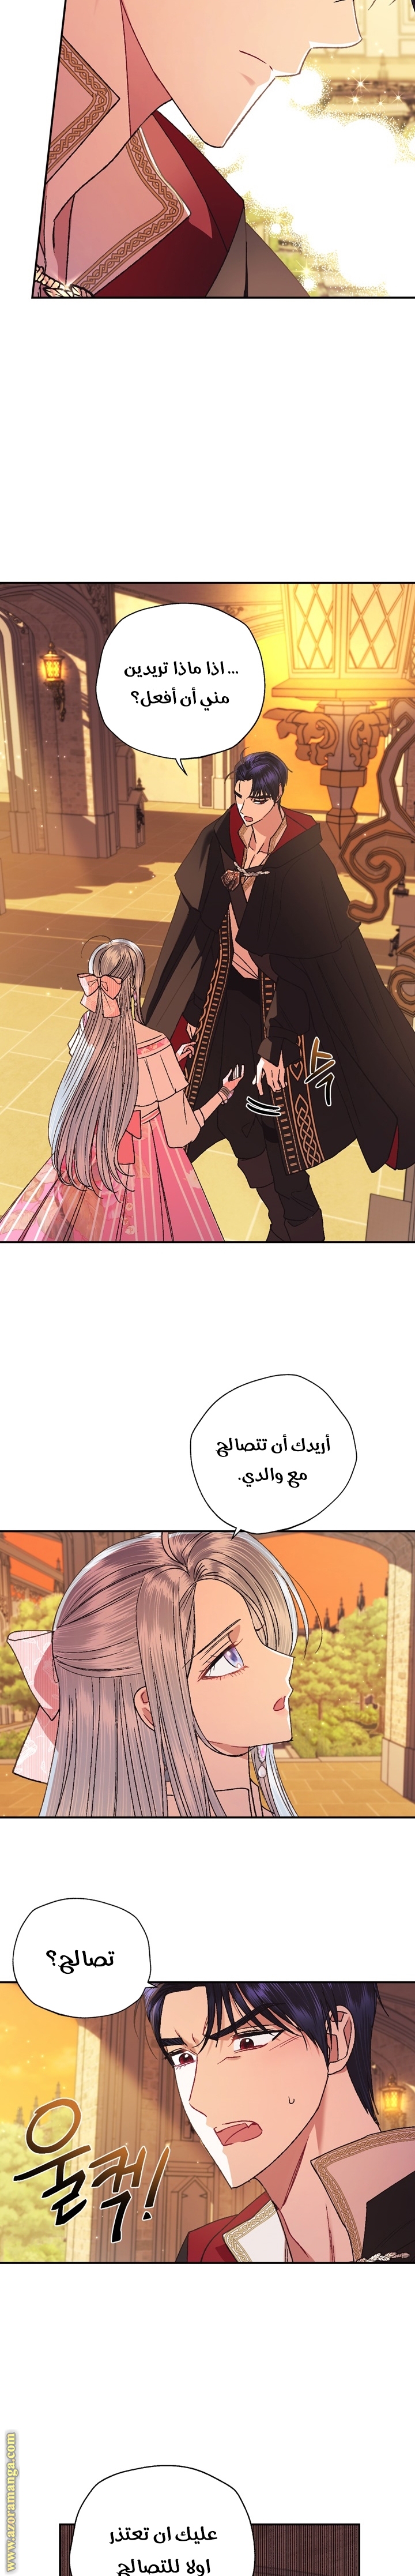 ... اذا ماذا تريدين
مني أن أفعل؟
슥
أريدك أن تتصالح
مع والدي.
تصالح؟
울컥!
عليك ان تعتذر
اولا للتصالح
www.azoramanga.com